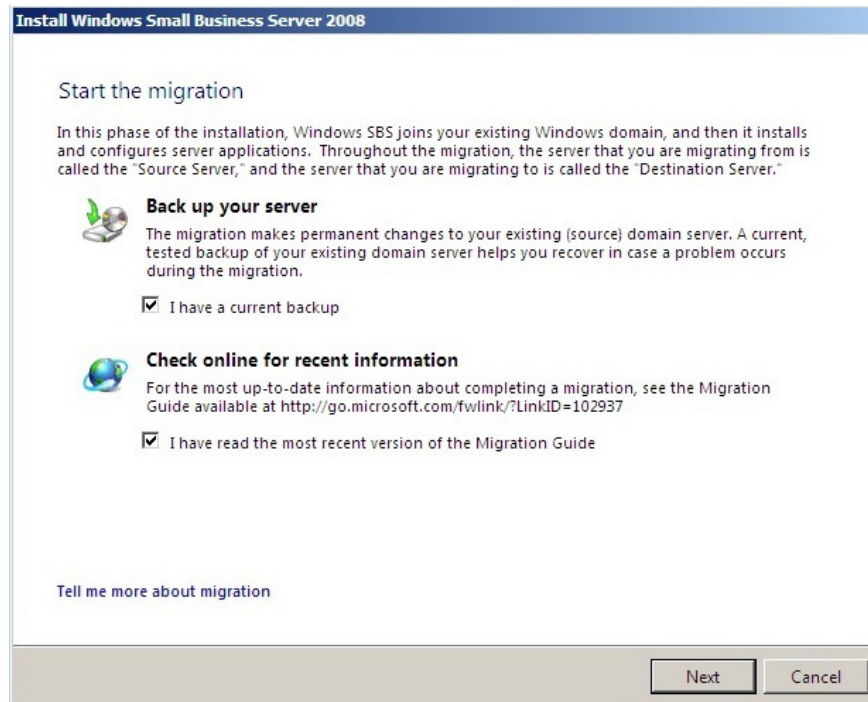 Install Windows Small Business Server 2008
Start the migration
In this phase of the installation, Windows SBS joins your existing Windows domain, and then it installs
and configures server applications. Throughout the migration, the server that you are migrating from is
called the "Source Server," and the server that you are migrating to is called the "Destination Server."
Back up your server
The migration makes permanent changes to your existing (source) domain server. A current,
tested backup of your existing domain server helps you recover in case a problem occurs
during the migration.
I have a current backup
Check online for recent information
For the most up-to-date information about completing a migration, see the Migration
Guide available at http://go.microsoft.com/fwlink/?LinkID=102937
I have read the most recent version of the Migration Guide
Tell me more about migration
Next Cancel